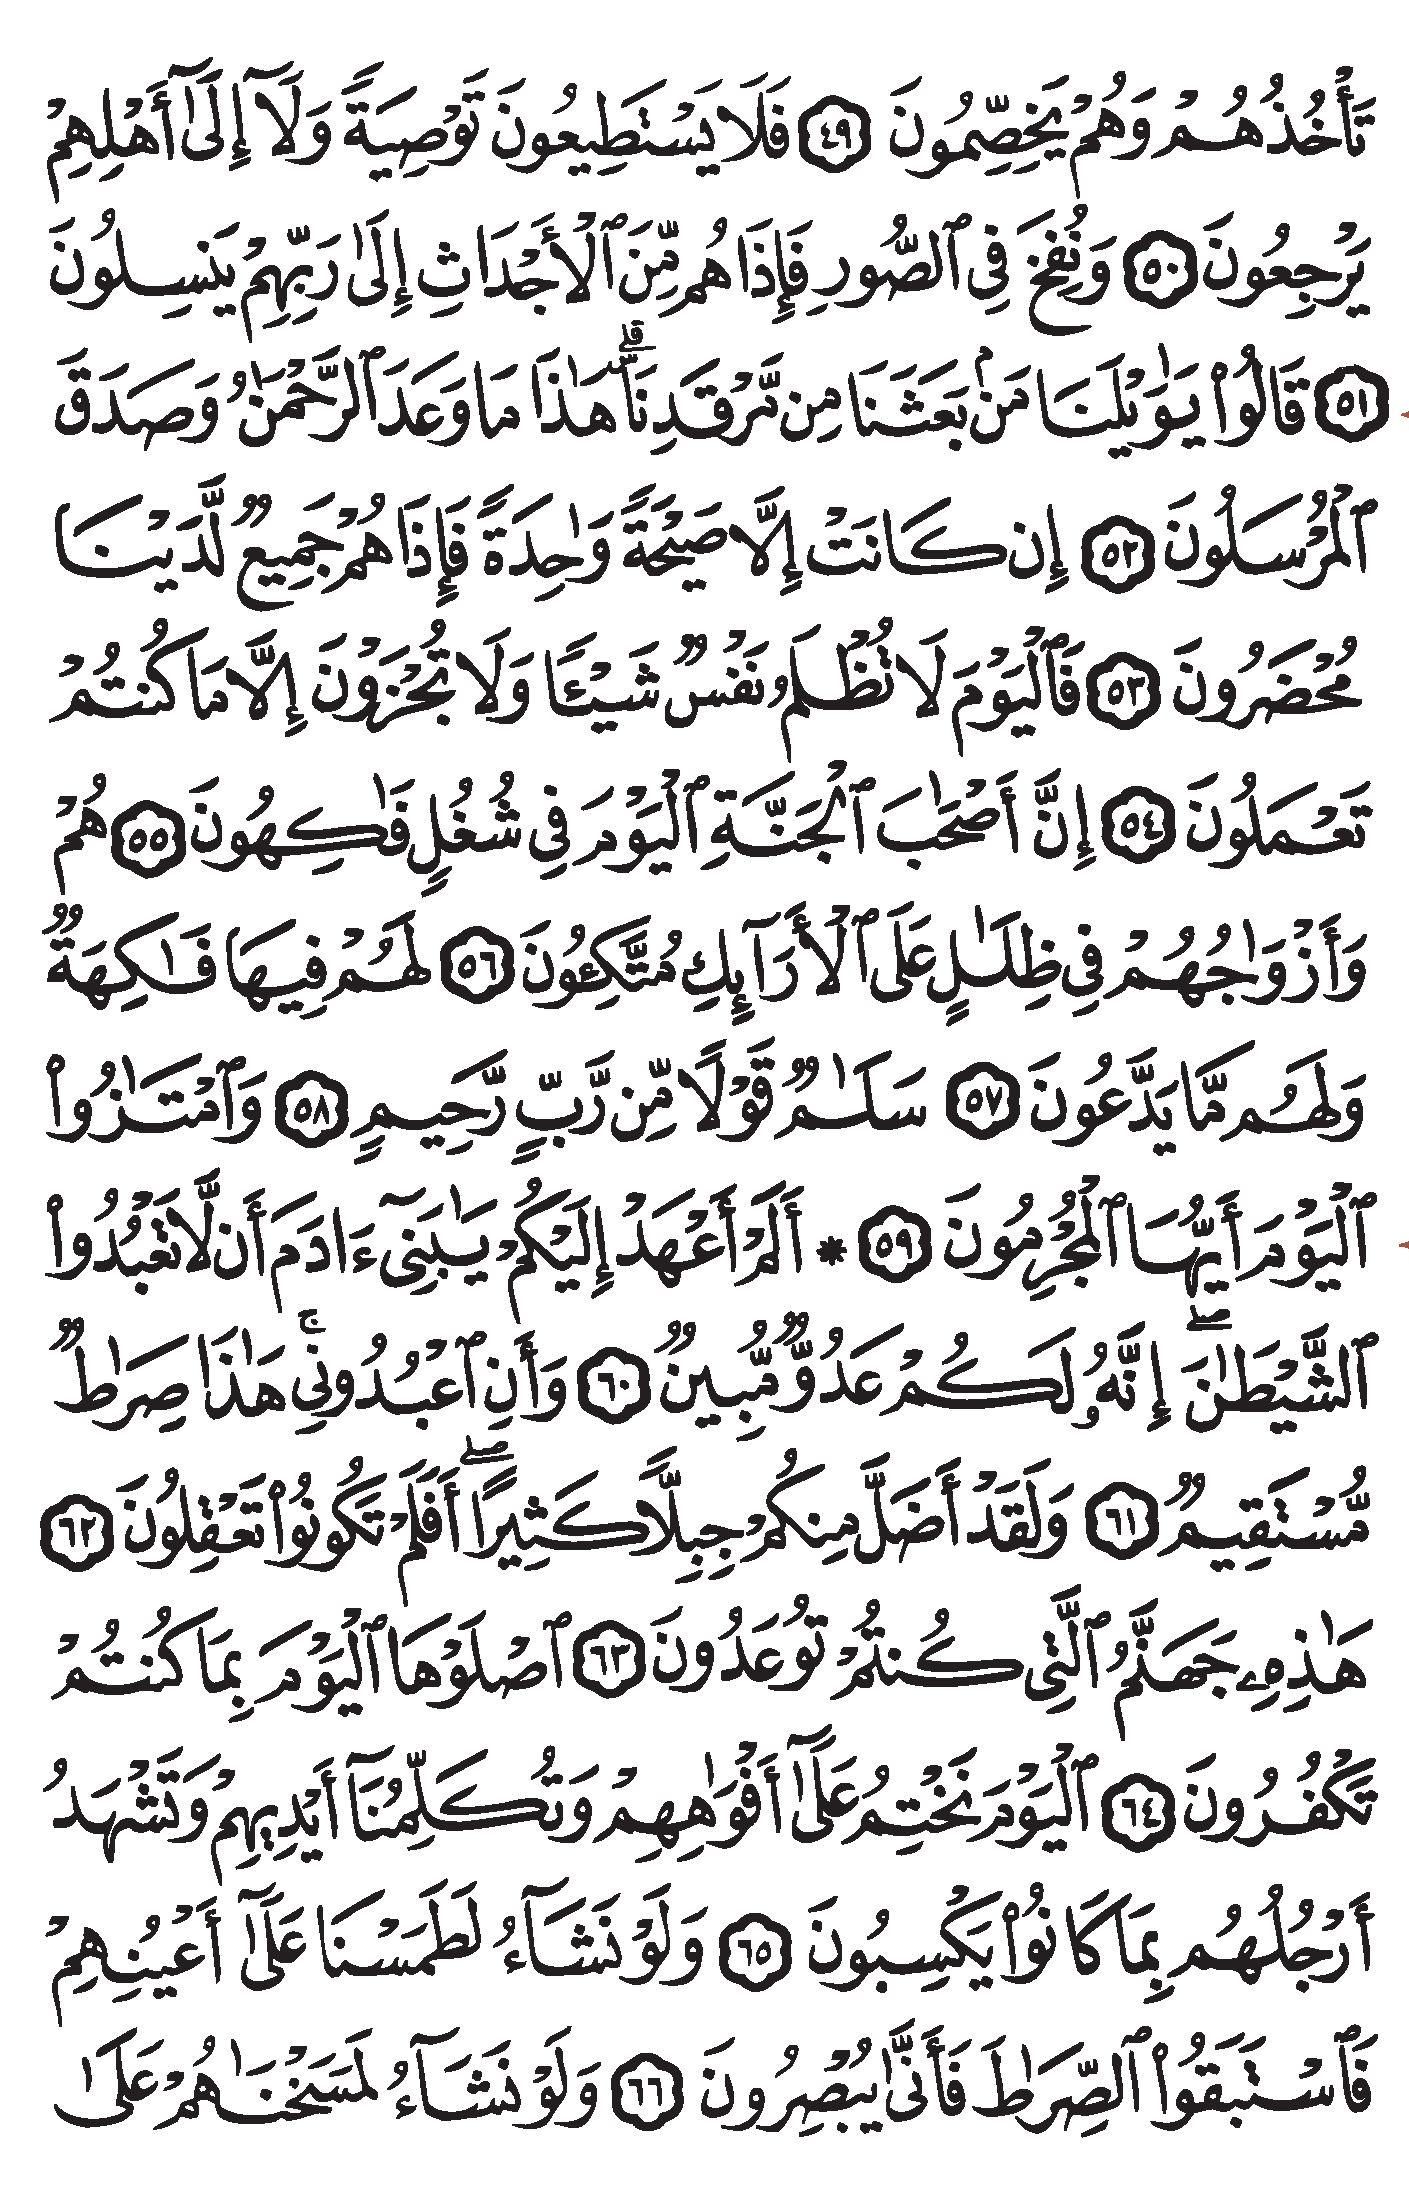 تَأْخُذُهُمْ وَهُمْ يَخِصِّمُونَ ٤٩ فَلَا يَسْتَطِيعُونَ تَوْصِيَةً وَلَآ إِلَىٰٓ أَهْلِهِمْ
يَرْجِعُونَ ٥٠ وَنُفِخَ فِى ٱلصُّورِ فَإِذَا هُم مِّنَ ٱلْأَجْدَاثِ إِلَىٰ رَبِّهِمْ يَنسِلُونَ
٥١ قَالُوا۟ يَـٰوَيْلَنَا مَنۢ بَعَثَنَا مِن مَّرْقَدِنَا ۜ ۗ هَـٰذَا مَا وَعَدَ ٱلرَّحْمَـٰنُ وَصَدَقَ
ٱلْمُرْسَلُونَ ٥٢ إِن كَانَتْ إِلَّا صَيْحَةً وَٰحِدَةً فَإِذَا هُمْ جَمِيعٌ لَّدَيْنَا
مُحْضَرُونَ ٥٣ فَٱلْيَوْمَ لَا تُظْلَمُ نَفْسٌ شَيْـًٔا وَلَا تُجْزَوْنَ إِلَّا مَا كُنتُمْ
تَعْمَلُونَ ٥٤ إِنَّ أَصْحَـٰبَ ٱلْجَنَّةِ ٱلْيَوْمَ فِى شُغُلٍ فَـٰكِهُونَ ٥٥ هُمْ
وَأَزْوَٰجُهُمْ فِى ظِلَـٰلٍ عَلَى ٱلْأَرَآئِكِ مُتَّكِـُٔونَ ٥٦ لَهُمْ فِيهَا فَـٰكِهَةٌ
وَلَهُم مَّا يَدَّعُونَ ٥٧ سَلَـٰمٌ قَوْلًا مِّن رَّبٍّ رَّحِيمٍ ٥٨ وَٱمْتَـٰزُوا۟
ٱلْيَوْمَ أَيُّهَا ٱلْمُجْرِمُونَ ٥٩ ۞ أَلَمْ أَعْهَدْ إِلَيْكُمْ يَـٰبَنِىٓ ءَادَمَ أَن لَّا تَعْبُدُوا۟
ٱلشَّيْطَـٰنَ ۖ إِنَّهُۥ لَكُمْ عَدُوٌّ مُّبِينٌ ٦٠ وَأَنِ ٱعْبُدُونِى ۚ هَـٰذَا صِرَٰطٌ
مُّسْتَقِيمٌ ٦١ وَلَقَدْ أَضَلَّ مِنكُمْ جِبِلًّا كَثِيرًا ۖ أَفَلَمْ تَكُونُوا۟ تَعْقِلُونَ ٦٢
هَـٰذِهِۦ جَهَنَّمُ ٱلَّتِى كُنتُمْ تُوعَدُونَ ٦٣ ٱصْلَوْهَا ٱلْيَوْمَ بِمَا كُنتُمْ
تَكْفُرُونَ ٦٤ ٱلْيَوْمَ نَخْتِمُ عَلَىٰٓ أَفْوَٰهِهِمْ وَتُكَلِّمُنَآ أَيْدِيهِمْ وَتَشْهَدُ
أَرْجُلُهُم بِمَا كَانُوا۟ يَكْسِبُونَ ٦٥ وَلَوْ نَشَآءُ لَطَمَسْنَا عَلَىٰٓ أَعْيُنِهِمْ
فَٱسْتَبَقُوا۟ ٱلصِّرَٰطَ فَأَنَّىٰ يُبْصِرُونَ ٦٦ وَلَوْ نَشَآءُ لَمَسَخْنَـٰهُمْ عَلَىٰ